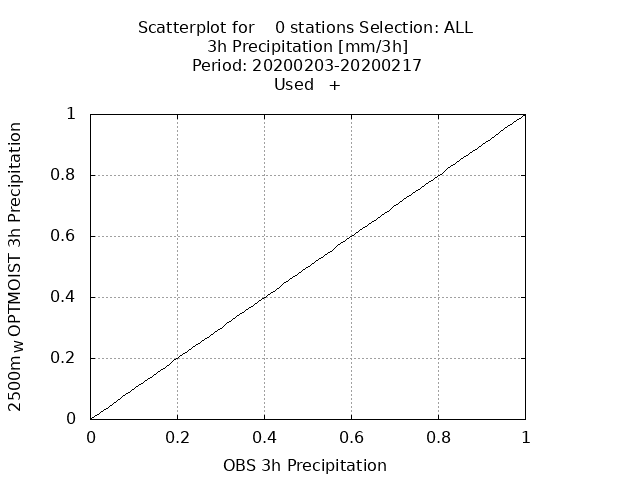 Scatterplot for    0 stations Selection: ALL
3h Precipitation [mm/3h]
Period: 20200203-20200217
Used   +
1
0.8
0.6
0.4
0.2
0
0 0.2 0.4 0.6 0.8 1
2500m_w OPTMOIST 3h Precipitation
OBS 3h Precipitation